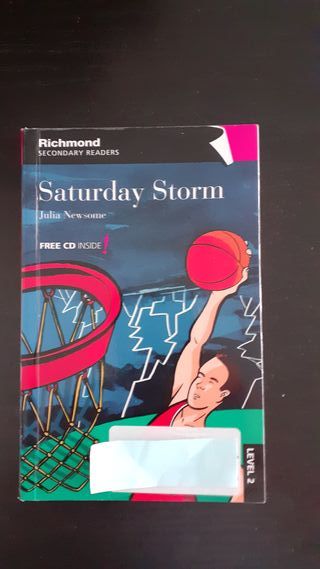 Richmond
SECONDARY READERS
Saturday Storm
Julia Newsome
FREE CD INSIDE!
LEVEL 2